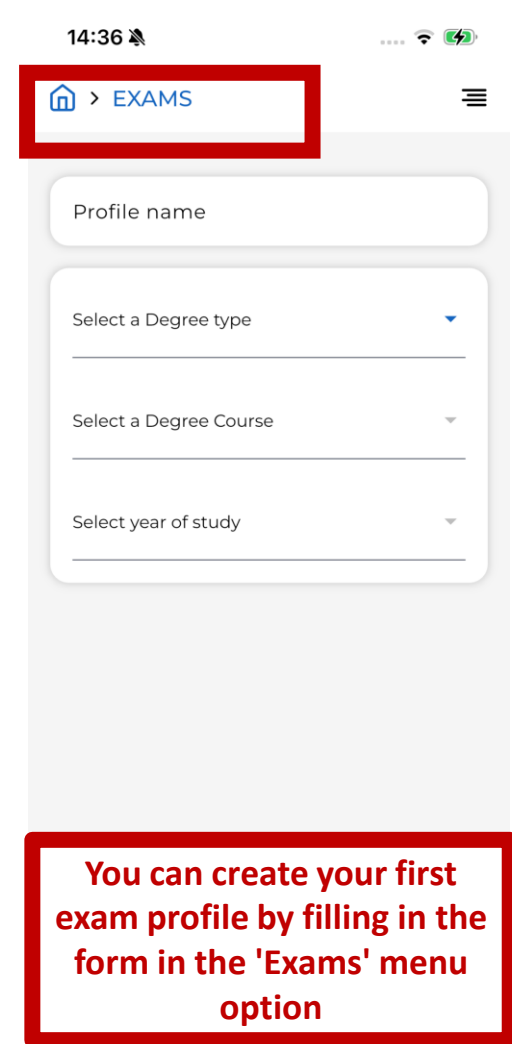 14:36
> EXAMS
Profile name
Select a Degree type
Select a Degree Course
Select year of study
You can create your first
exam profile by filling in the
form in the 'Exams' menu
option